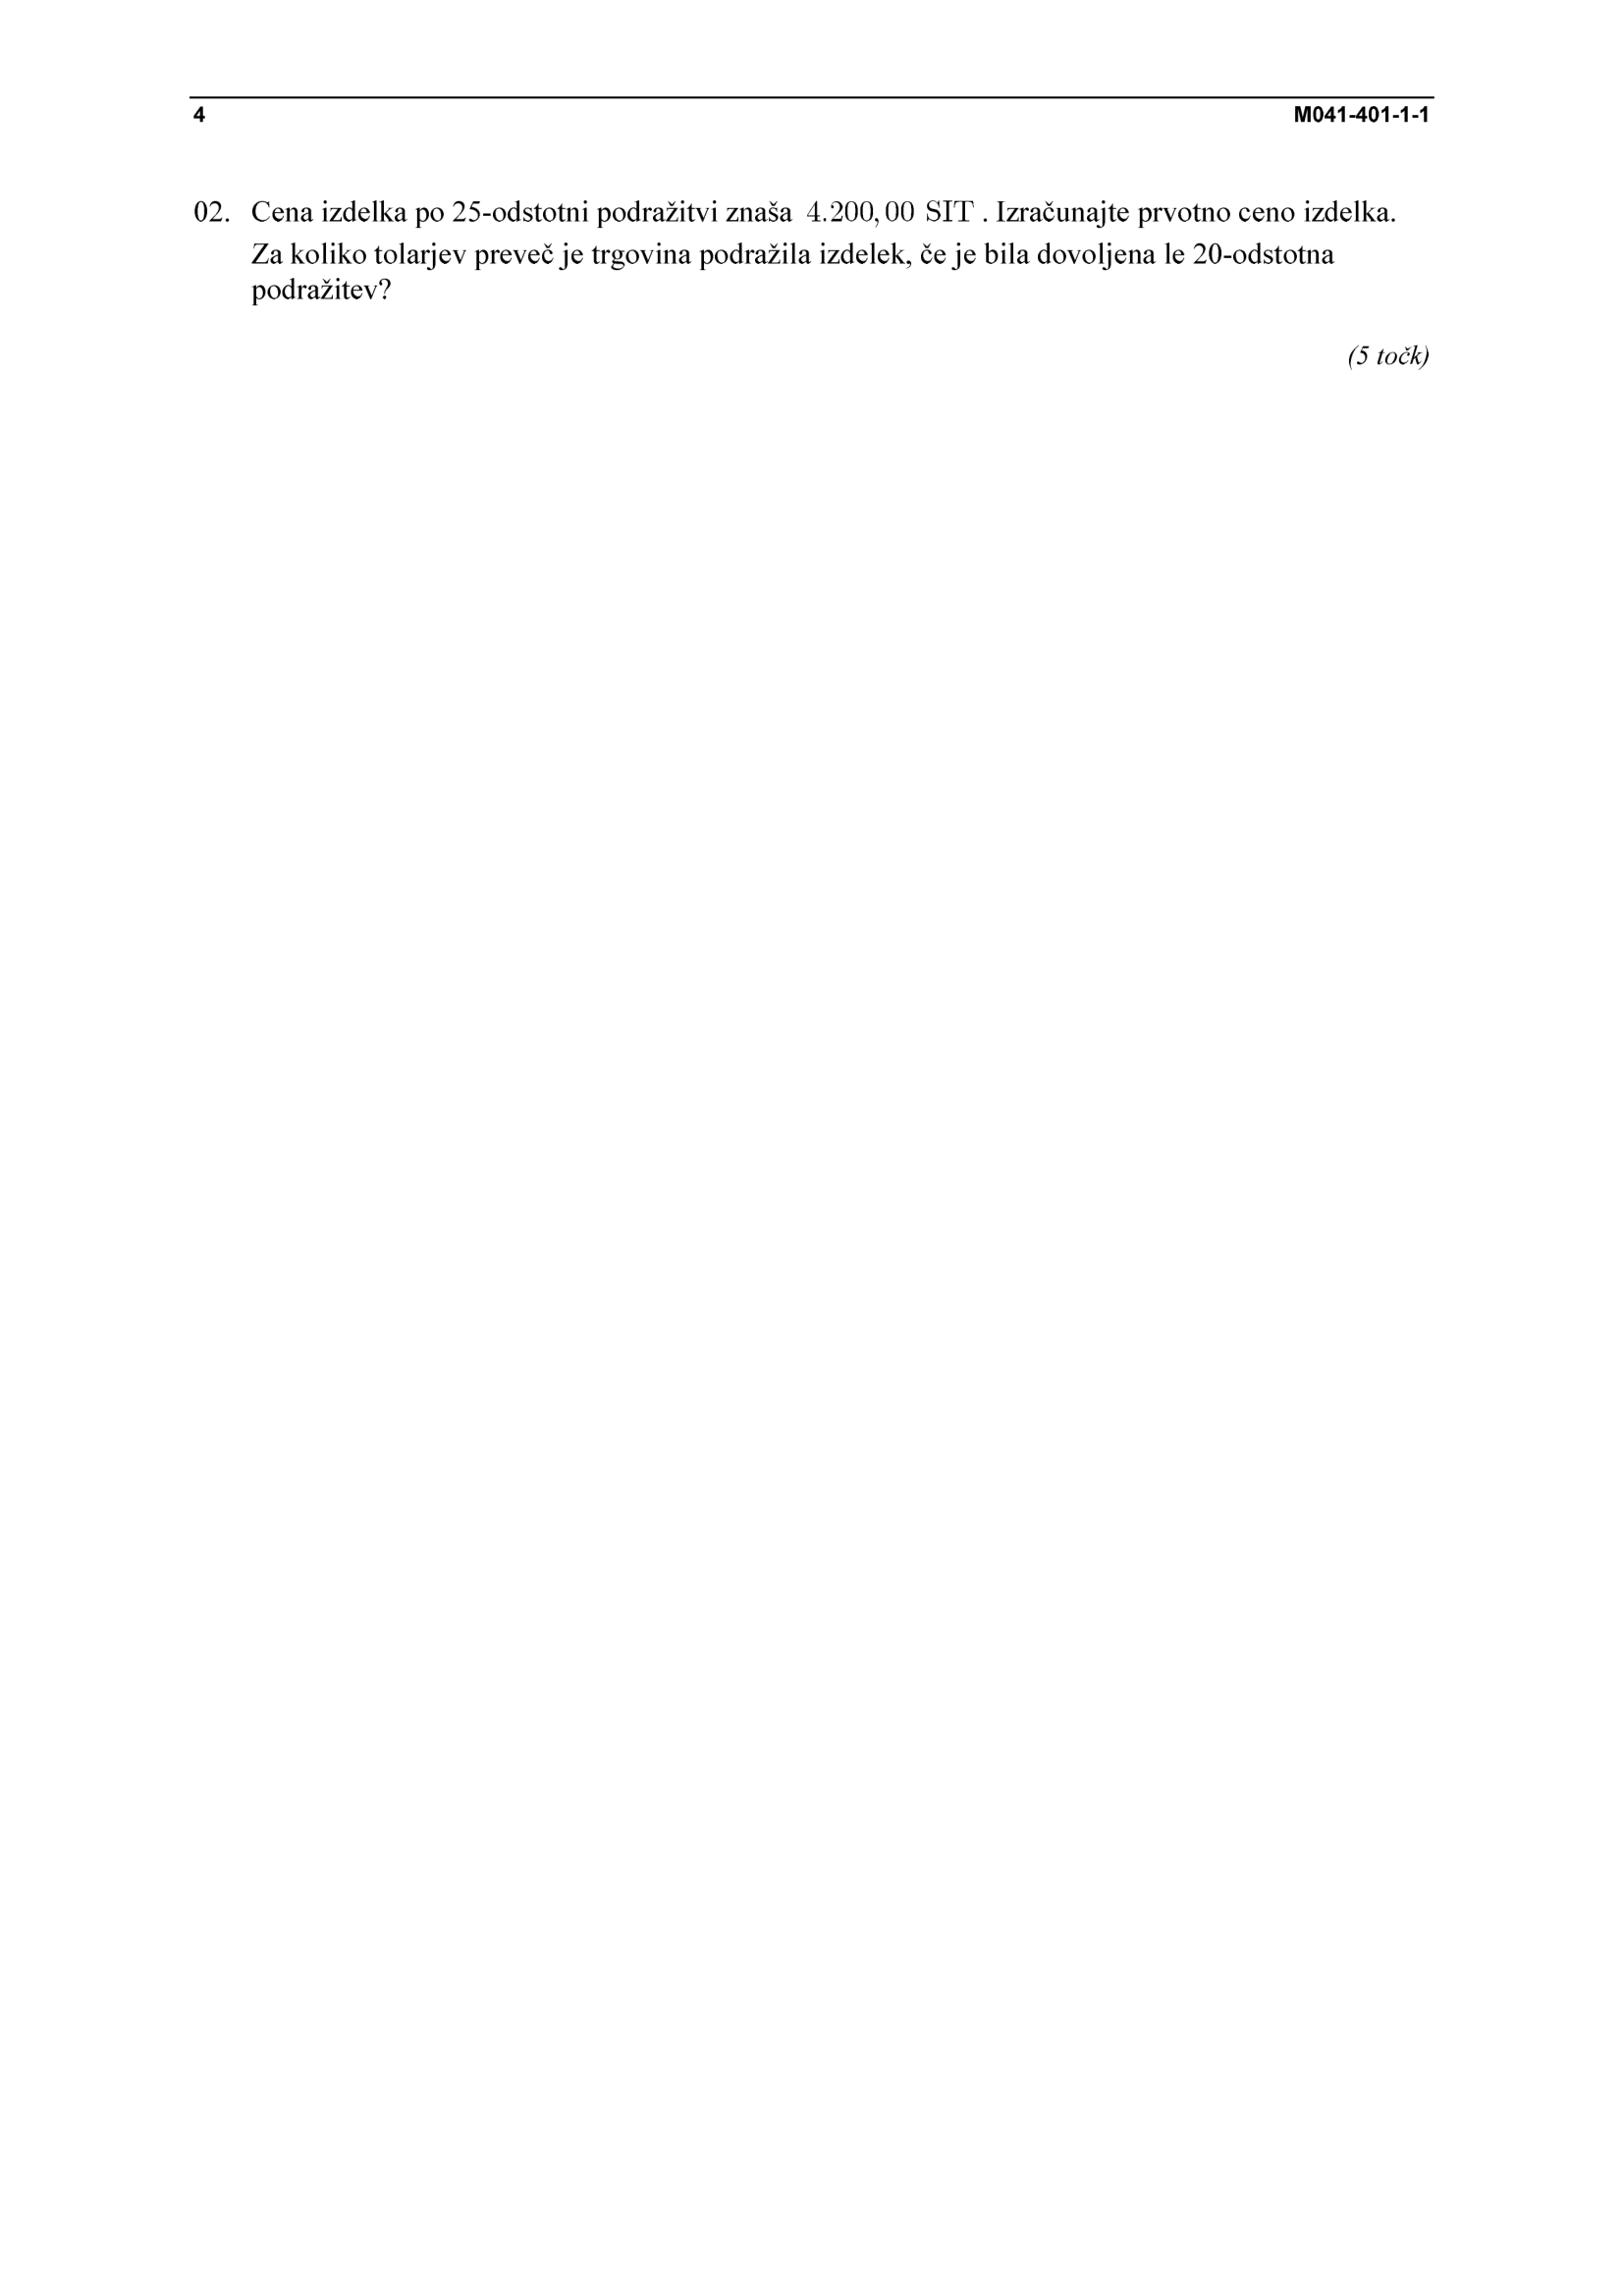 4 M041-401-1-1
02. Cena izdelka po 25-odstotni podražitvi znaša 4.200,00 SIT . Izračunajte prvotno ceno izdelka.
Za koliko tolarjev preveč je trgovina podražila izdelek, če je bila dovoljena le 20-odstotna
podražitev?
(5 točk)